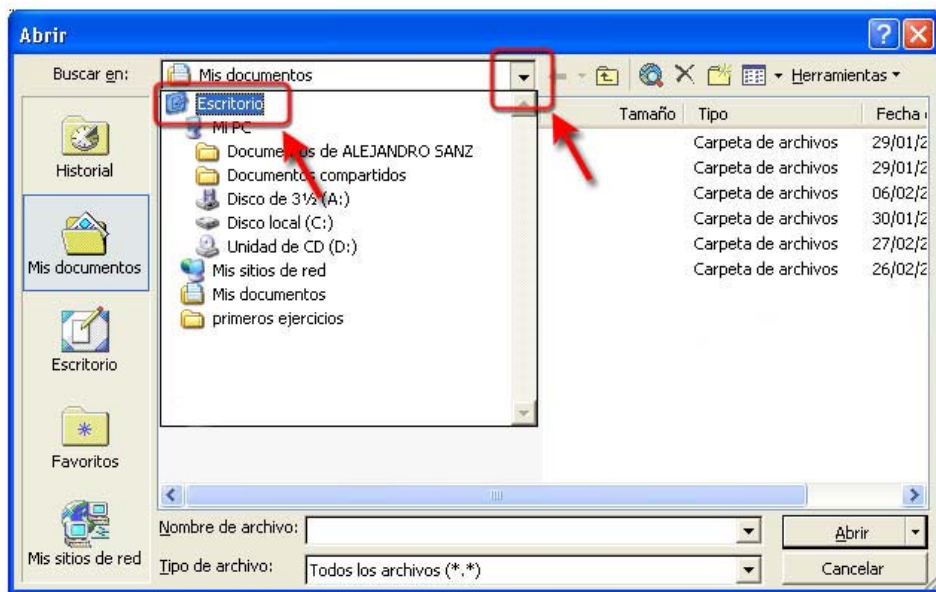 Abrir
Buscar en:
Mis documentos
Herramientas
Escritorio
Mi PC
Documentos de ALEJANDRO SANZ
Documentos compartidos
Disco de 3½ (A:)
Disco local (C:)
Unidad de CD (D:)
Mis sitios de red
Mis documentos
primeros ejercicios
Tamaño Tipo Fecha
Carpeta de archivos 29/01/2
Carpeta de archivos 29/01/2
Carpeta de archivos 06/02/2
Carpeta de archivos 30/01/2
Carpeta de archivos 27/02/2
Carpeta de archivos 26/02/2
Historial
Mis documentos
Escritorio
Favoritos
Mis sitios de red
Nombre de archivo:
Abrir
Tipo de archivo:
Todos los archivos (*.*)
Cancelar